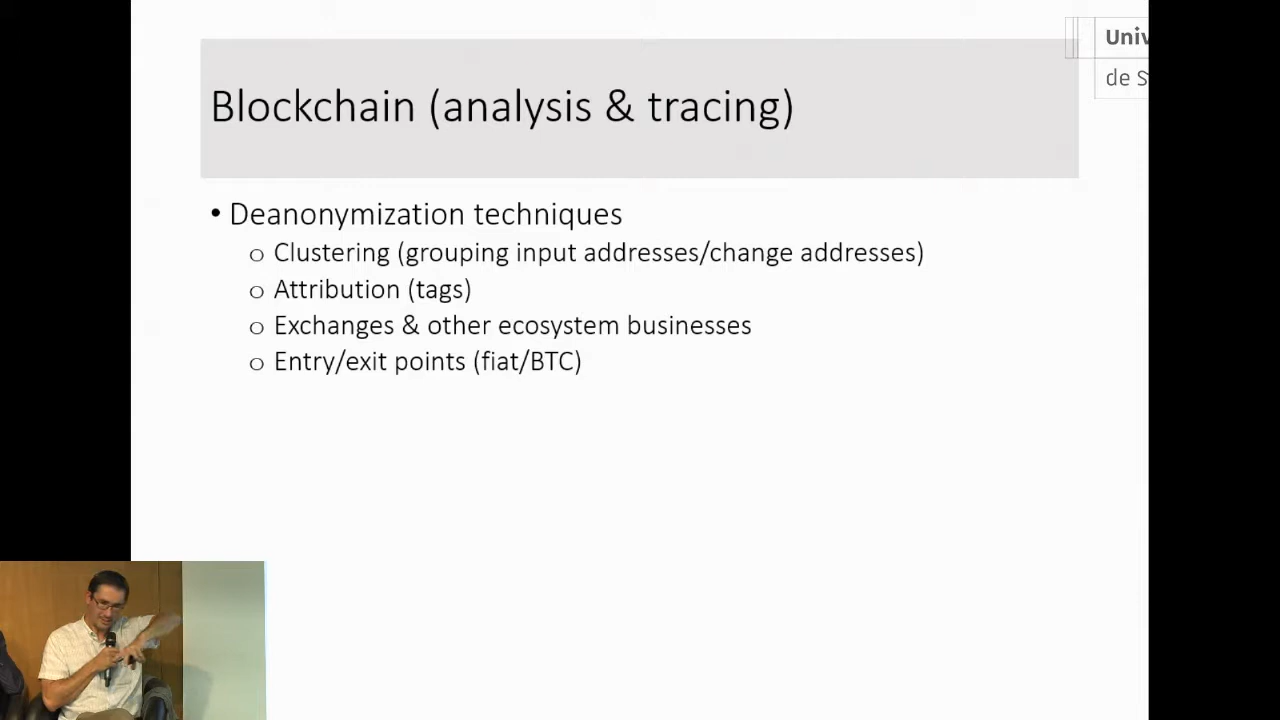 Univ
de S
Blockchain (analysis & tracing)
• Deanonymization techniques
o Clustering (grouping input addresses/change addresses)
o Attribution (tags)
o Exchanges & other ecosystem businesses
o Entry/exit points (fiat/BTC)